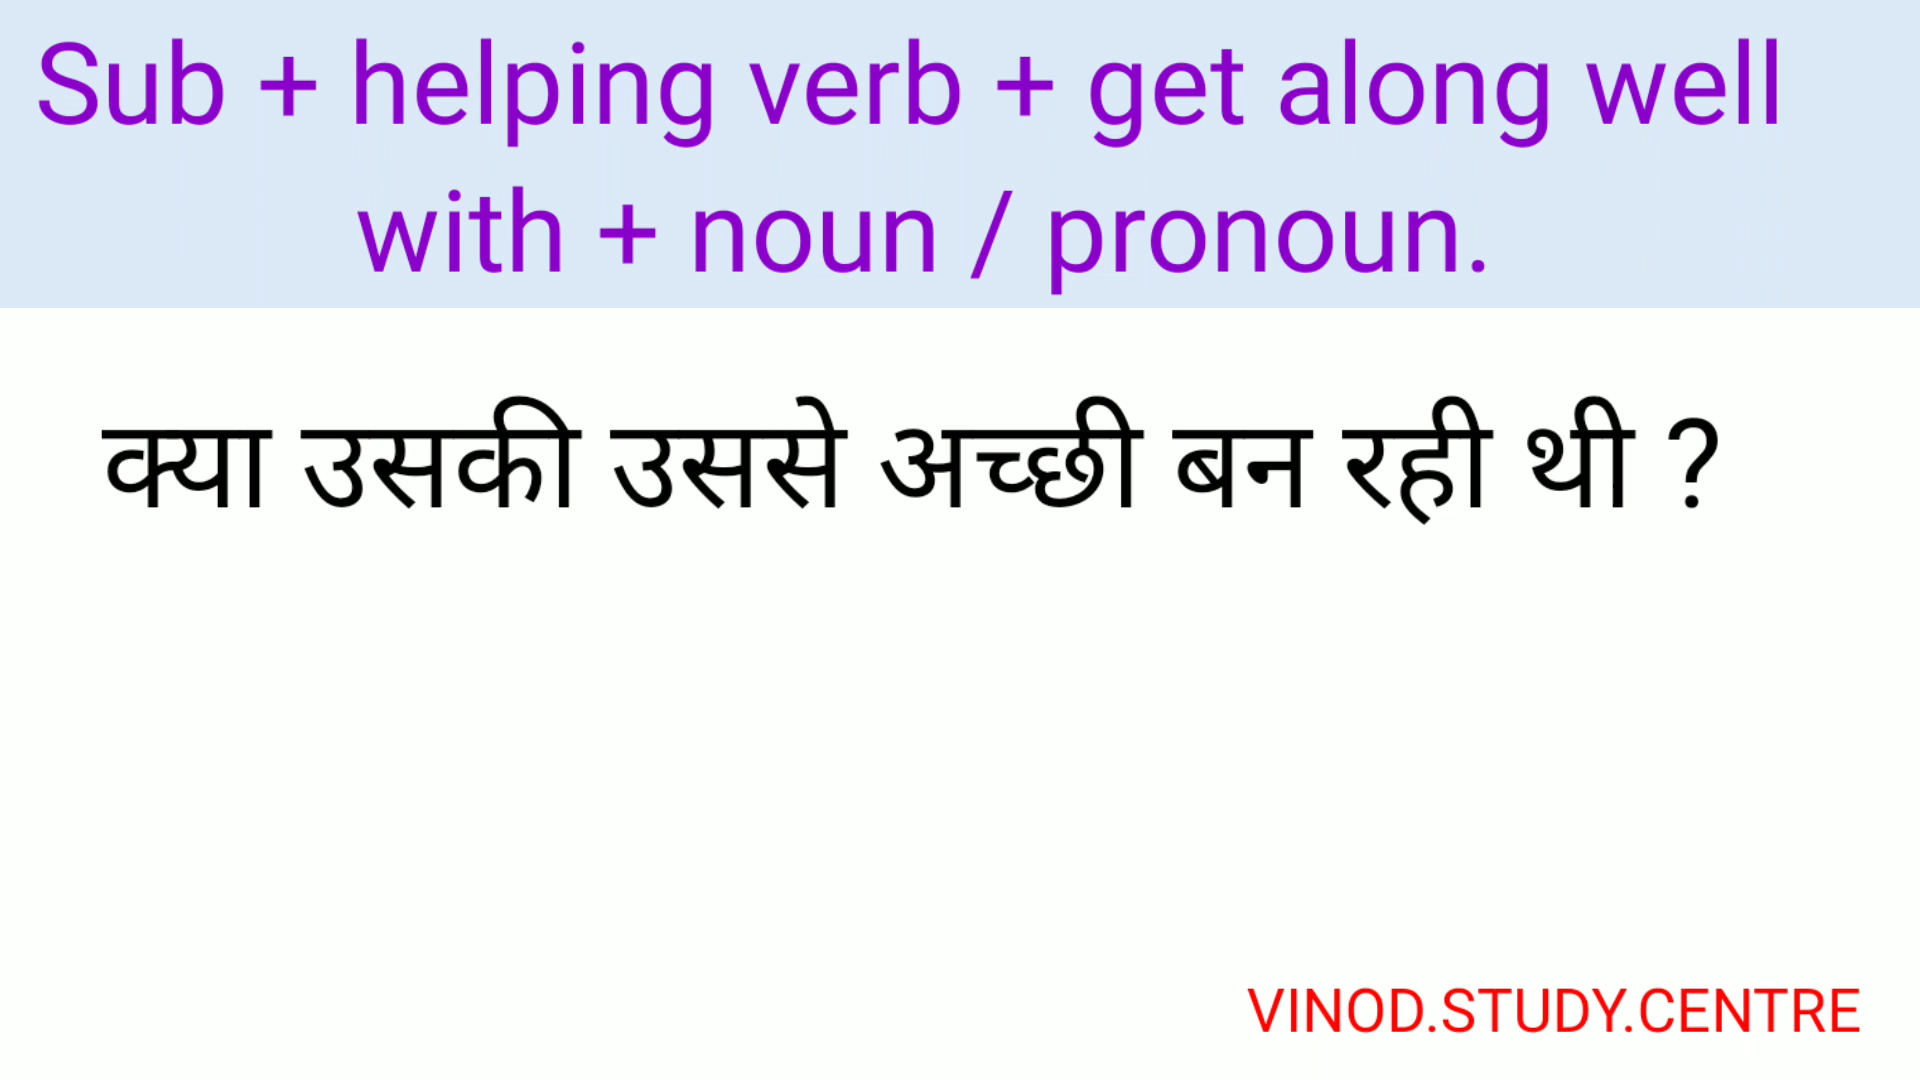 Sub + helping verb + get along well
with + noun / pronoun.
क्या उसकी उससे अच्छी बन रही थी ?
VINOD.STUDY.CENTRE